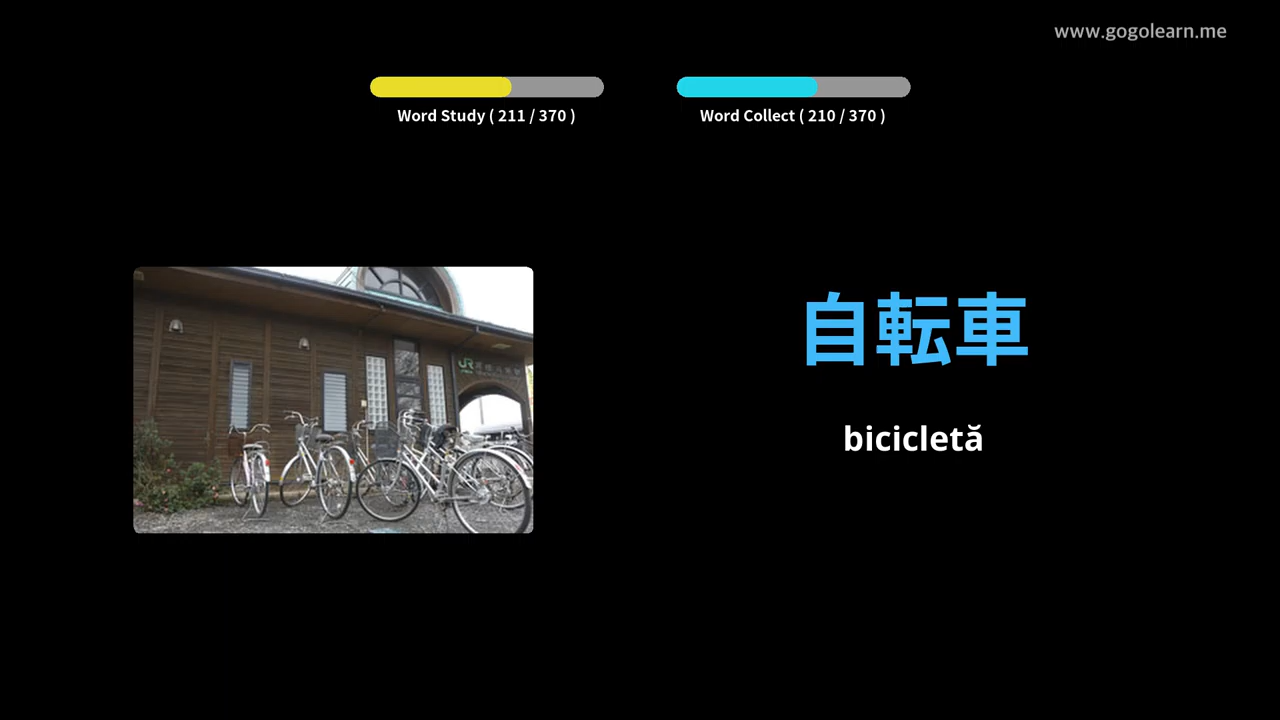 www.gogolearn.me
Word Study ( 211 / 370 )
Word Collect ( 210 / 370 )
JR
自転車
bicicletă